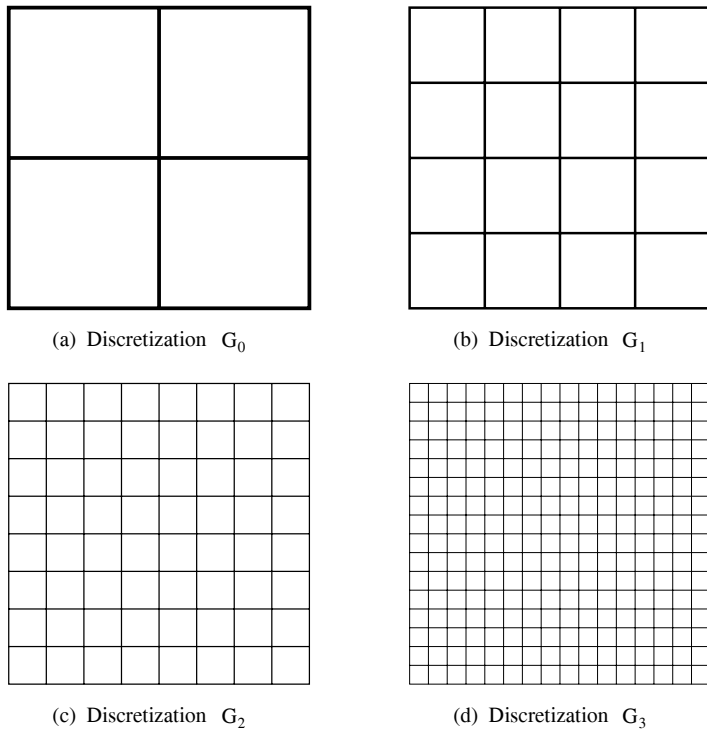 (a) Discretization G₀
(b) Discretization G₁
(c) Discretization G₂
(d) Discretization G₃